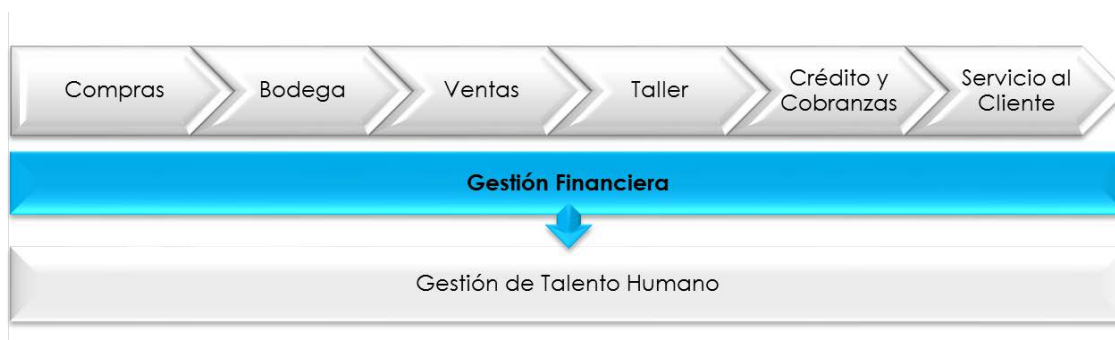 Compras
Bodega
Ventas
Taller
Crédito y
Cobranzas
Servicio al
Cliente
Gestión Financiera
Gestión de Talento Humano